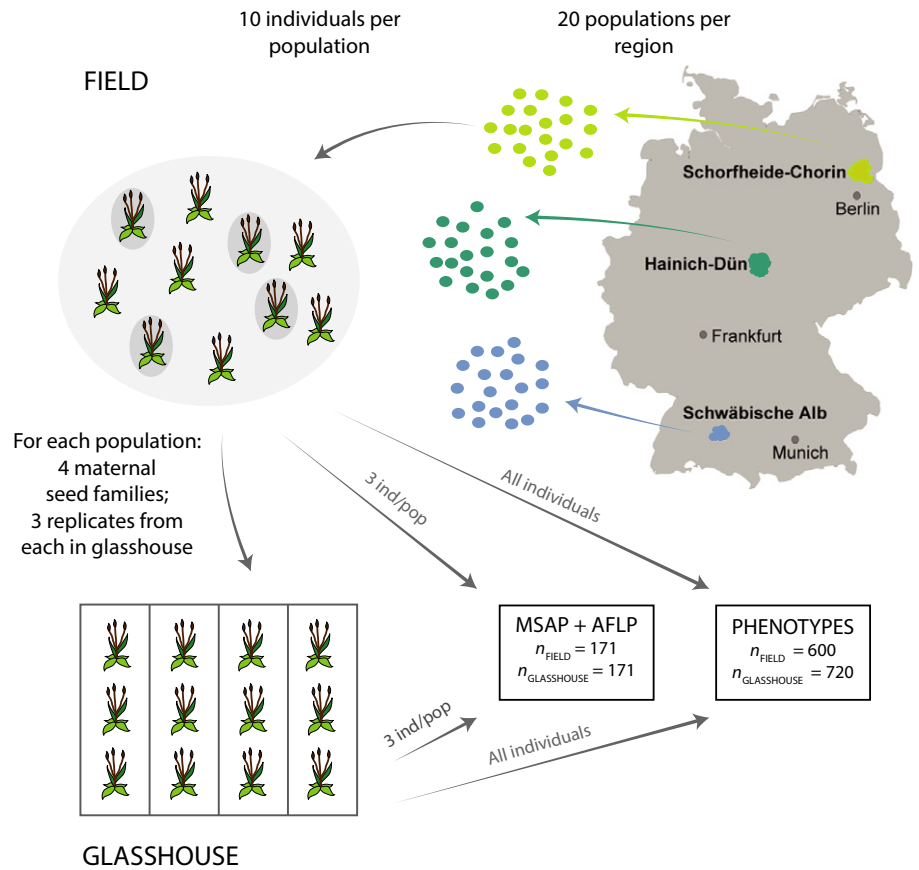 10 individuals per
population
20 populations per
region
FIELD
Schorfheide-Chorin
Berlin
Hainich-Dün
Frankfurt
Schwäbische Alb
Munich
For each population:
4 maternal
seed families;
3 replicates from
each in glasshouse
3 ind/pop
All individuals
MSAP + AFLP
nFIELD = 171
nGLASSHOUSE = 171
PHENOTYPES
nFIELD = 600
nGLASSHOUSE = 720
3 ind/pop
All individuals
GLASSHOUSE